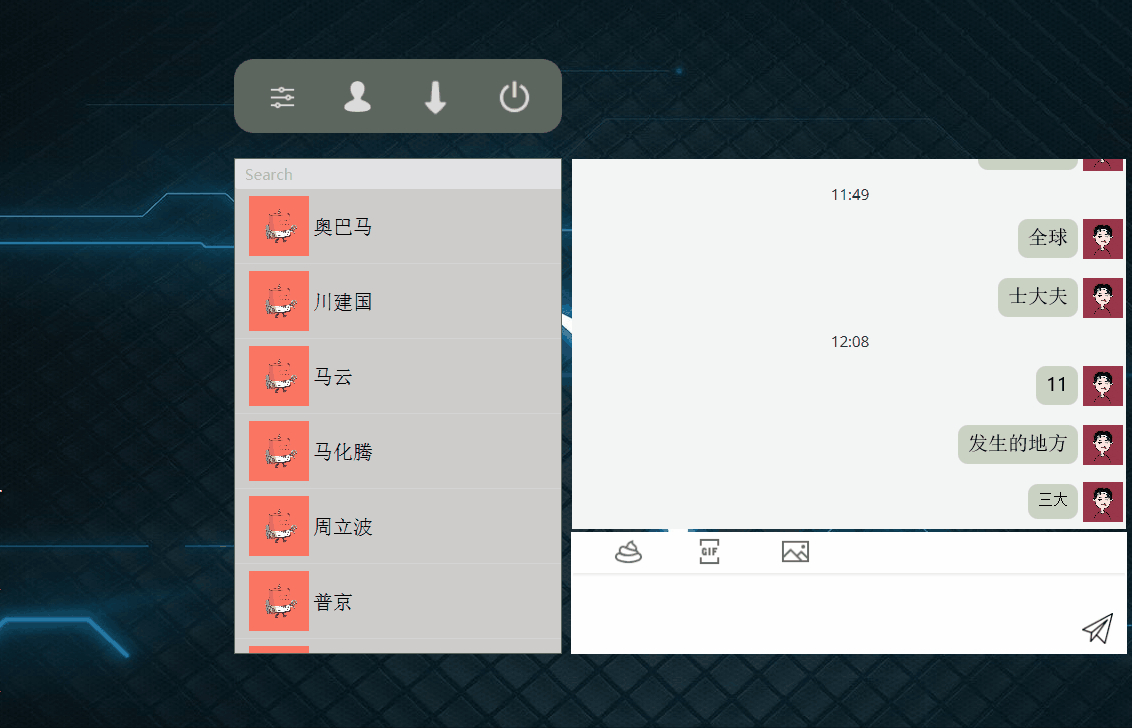 Search
奥巴马
川建国
马云
马化腾
周立波
普京
11:49
全球
士大夫
12:08
11
发生的地方
三大
GIF